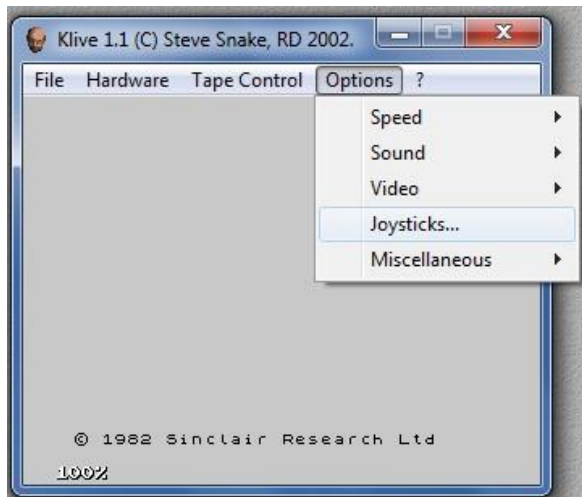 Klive 1.1 (C) Steve Snake, RD 2002.
File Hardware Tape Control Options ?
Speed
Sound
Video
Joysticks...
Miscellaneous
© 1982 Sinclair Research Ltd
100%